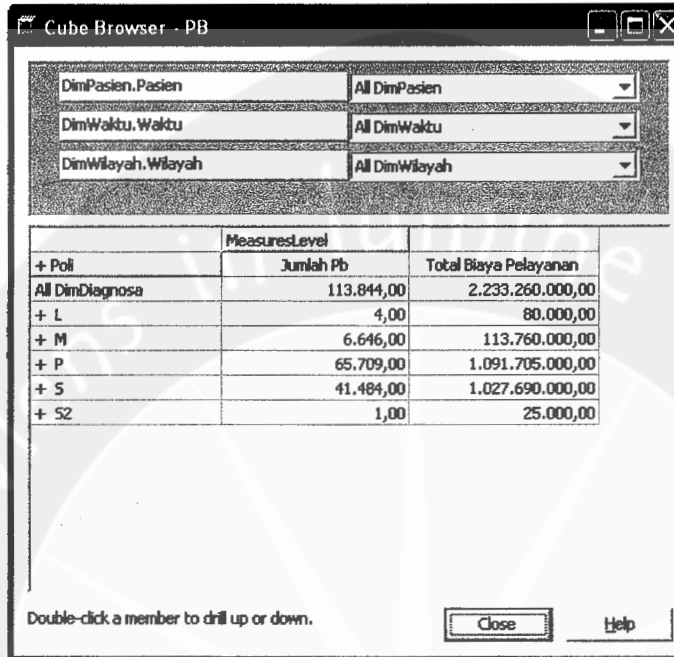 Cube Browser - PB
DimPasien.Pasien All DimPasien
DimWaktu.Waktu All DimWaktu
DimWilayah.Wilayah All DimWilayah
MeasuresLevel
+ Poli Jumlah Pb Total Biaya Pelayanan
All DimDiagnosa 113.844,00 2.233.260.000,00
+ L 4,00 80.000,00
+ M 6.646,00 113.760.000,00
+ P 65.709,00 1.091.705.000,00
+ S 41.484,00 1.027.690.000,00
+ S2 1,00 25.000,00
Double-click a member to drill up or down. Close Help